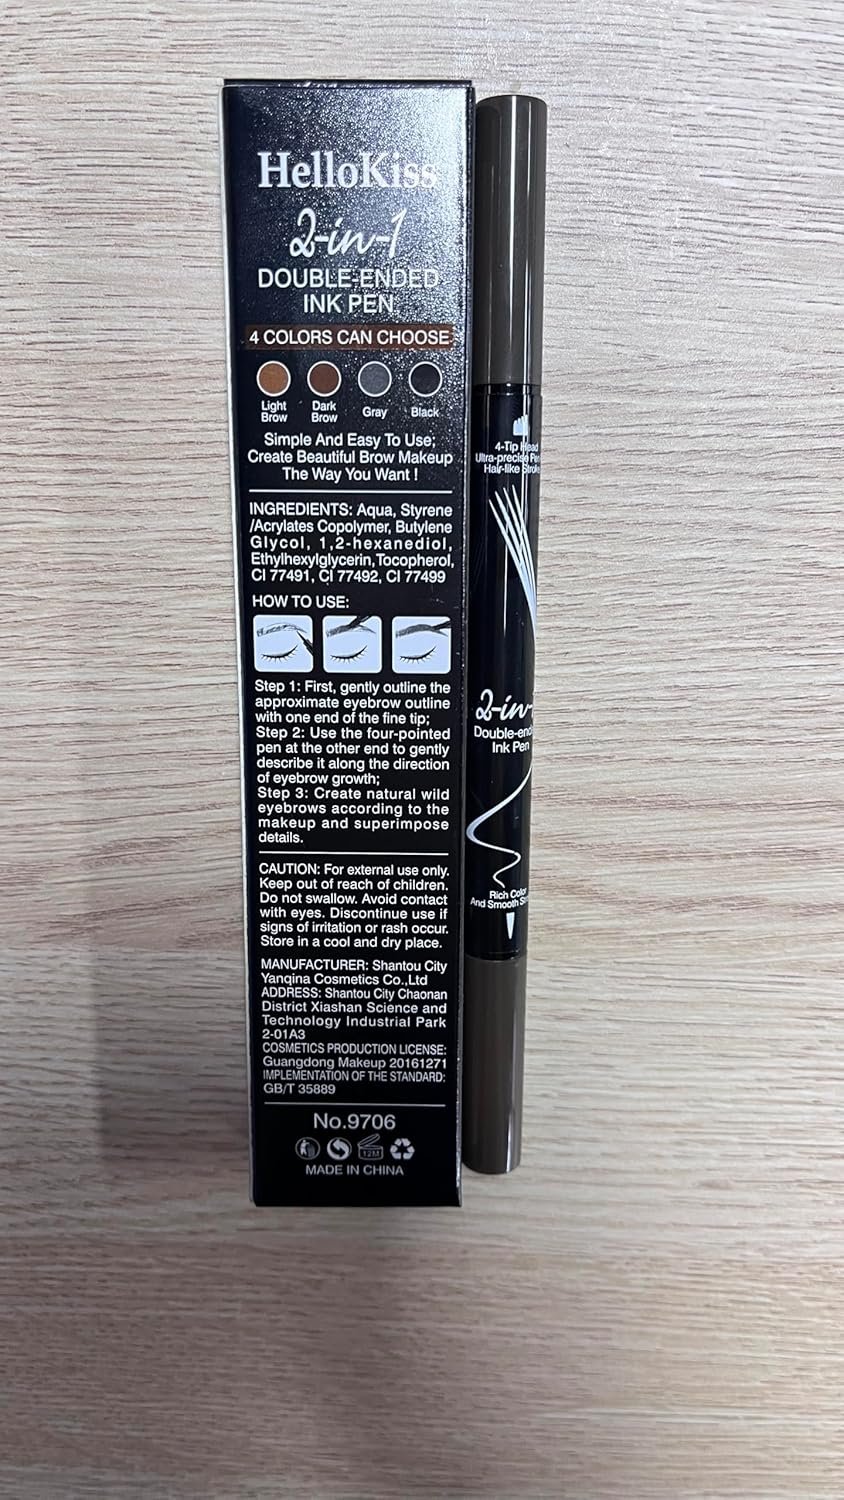 HelloKiss
2-in-1
DOUBLE-ENDED
INK PEN
4 COLORS CAN CHOOSE
Light
Brow
Dark
Brow
Gray
Black
Simple And Easy To Use;
Create Beautiful Brow Makeup
The Way You Want !
INGREDIENTS: Aqua, Styrene
/Acrylates Copolymer, Butylene
Glycol, 1,2-hexanediol,
Ethylhexylglycerin,Tocopherol,
CI 77491, CI 77492, CI 77499
HOW TO USE:
Step 1: First, gently outline the
approximate eyebrow outline
with one end of the fine tip;
Step 2: Use the four-pointed
pen at the other end to gently
describe it along the direction
of eyebrow growth;
Step 3: Create natural wild
eyebrows according to the
makeup and superimpose
details.
CAUTION: For external use only.
Keep out of reach of children.
Do not swallow. Avoid contact
with eyes. Discontinue use if
signs of irritation or rash occur.
Store in a cool and dry place.
MANUFACTURER: Shantou City
Yanqina Cosmetics Co.,Ltd
ADDRESS: Shantou City Chaonan
District Xiashan Science and
Technology Industrial Park
2-01A3
COSMETICS PRODUCTION LICENSE:
Guangdong Makeup 20161271
IMPLEMENTATION OF THE STANDARD:
GB/T 35889
No.9706
12M
MADE IN CHINA
4-Tip Head
Ultra-precise
Hair-like
2-in-
Double-end
Ink Pen
Rich Color
And Smooth